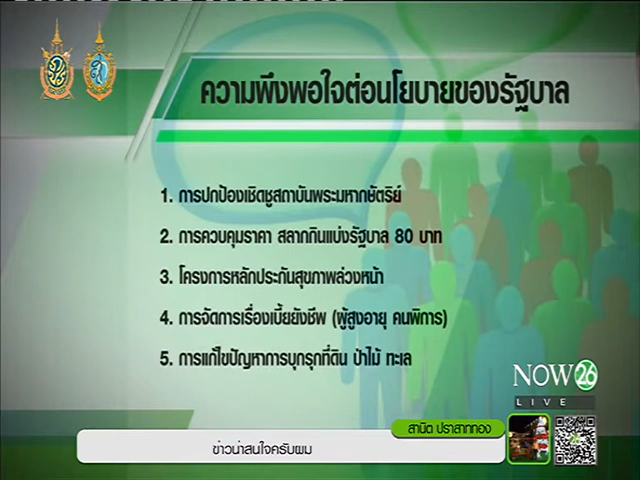 ความพึงพอใจต่อนโยบายของรัฐบาล
1. การปกป้องเชิดชูสถาบันพระมหากษัตริย์
2. การควบคุมราคา สลากกินแบ่งรัฐบาล 80 บาท
3. โครงการหลักประกันสุขภาพล่วงหน้า
4. การจัดการเรื่องเบี้ยยังชีพ (ผู้สูงอายุ คนพิการ)
5. การแก้ไขปัญหาการบุกรุกที่ดิน ป่าไม้ ทะเล
NOW26
LIVE
สานิต ปราสาททอง
ข่าวน่าสนใจครับผม